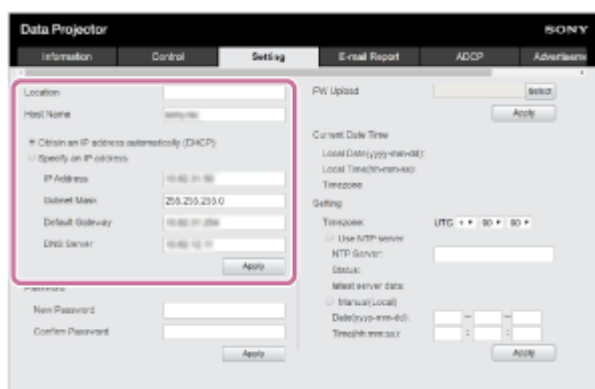 Data Projector
SONY
Information Control Setting E-mail Report ADCP Advertiseme
Location
Host Name
Obtain an IP address automatically (DHCP)
Specify an IP address
IP Address
Subnet Mask 255.255.255.0
Default Gateway
DNS Server
Apply
Password
New Password
Confirm Password
Apply
FW Upload Select
Apply
Current Date Time
Local Date(yyyy-mm-dd):
Local Time(hh-mm-ss):
Timezone
Setting
Timezone: UTC + 00 00
Use NTP server
NTP Server:
Status:
latest server data:
Manual(Local)
Date(yyyy-mm-dd): - -
Time(hh:mm:ss): : :
Apply